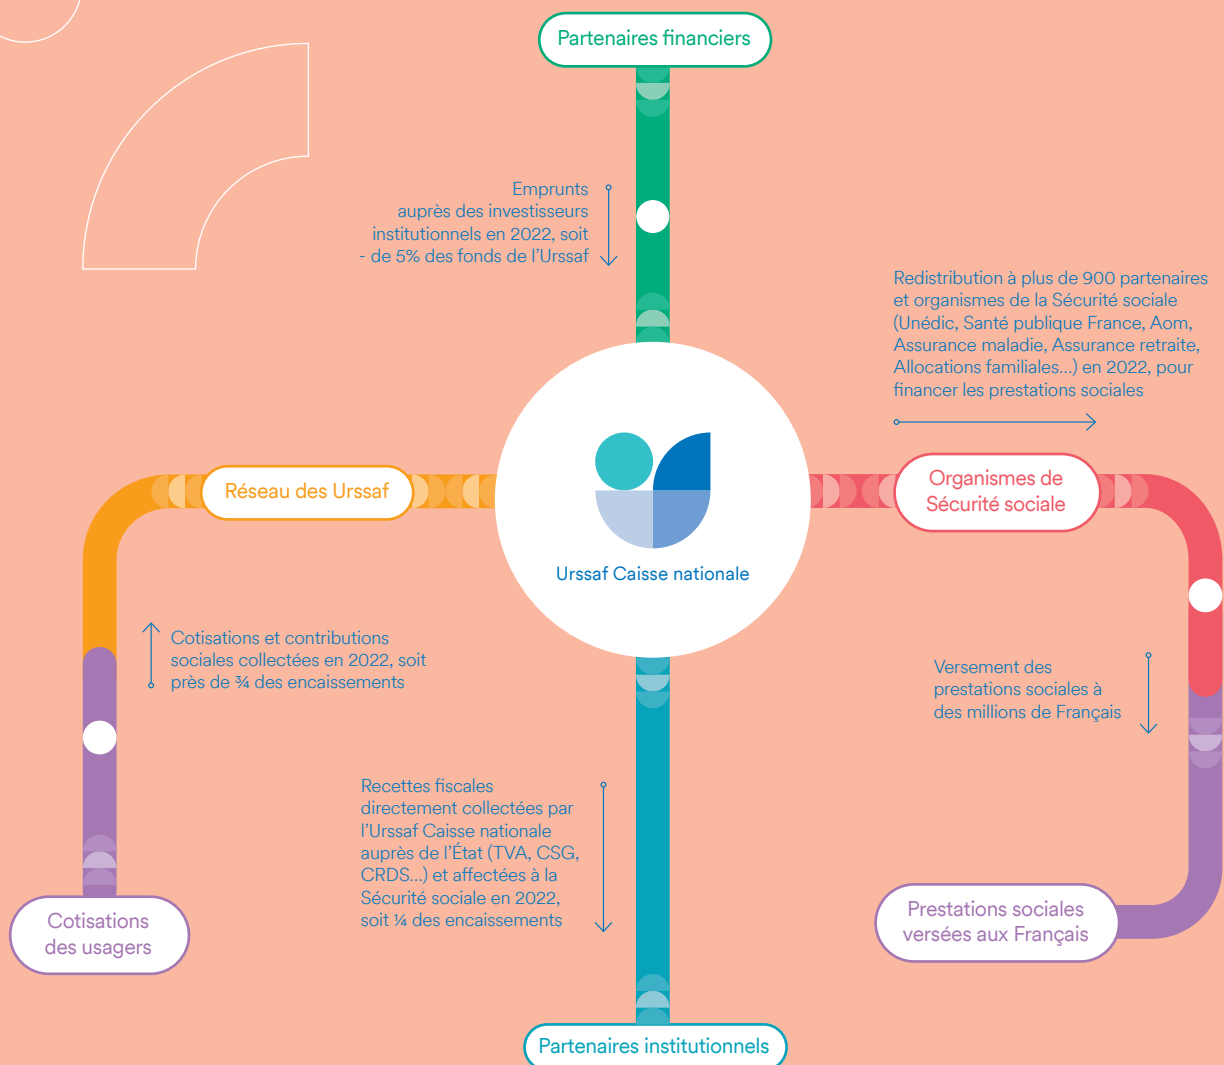 Partenaires financiers
Emprunts
auprès des investisseurs
institutionnels en 2022, soit
- de 5% des fonds de l'Urssaf
Redistribution à plus de 900 partenaires
et organismes de la Sécurité sociale
(Unédic, Santé publique France, Aom,
Assurance maladie, Assurance retraite,
Allocations familiales...) en 2022, pour
financer les prestations sociales
Réseau des Urssaf
Organismes de
Sécurité sociale
Urssaf Caisse nationale
Cotisations et contributions
sociales collectées en 2022, soit
près de ¾ des encaissements
Versement des
prestations sociales à
des millions de Français
Recettes fiscales
directement collectées par
l'Urssaf Caisse nationale
auprès de l'État (TVA, CSG,
CRDS...) et affectées à la
Sécurité sociale en 2022,
soit ¼ des encaissements
Cotisations
des usagers
Prestations sociales
versées aux Français
Partenaires institutionnels